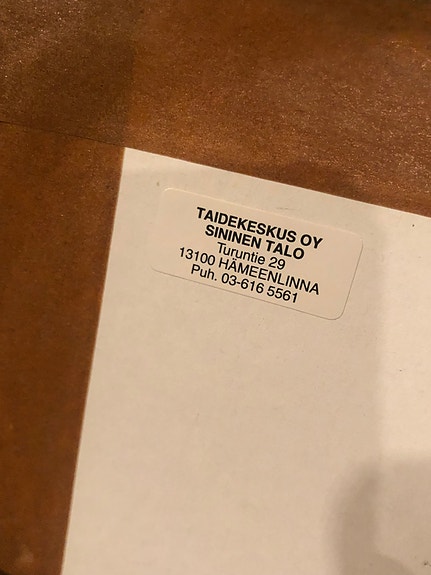 TAIDEKESKUS OY
SININEN TALO
Turuntie 29
13100 HÄMEENLINNA
Puh. 03-616 5561